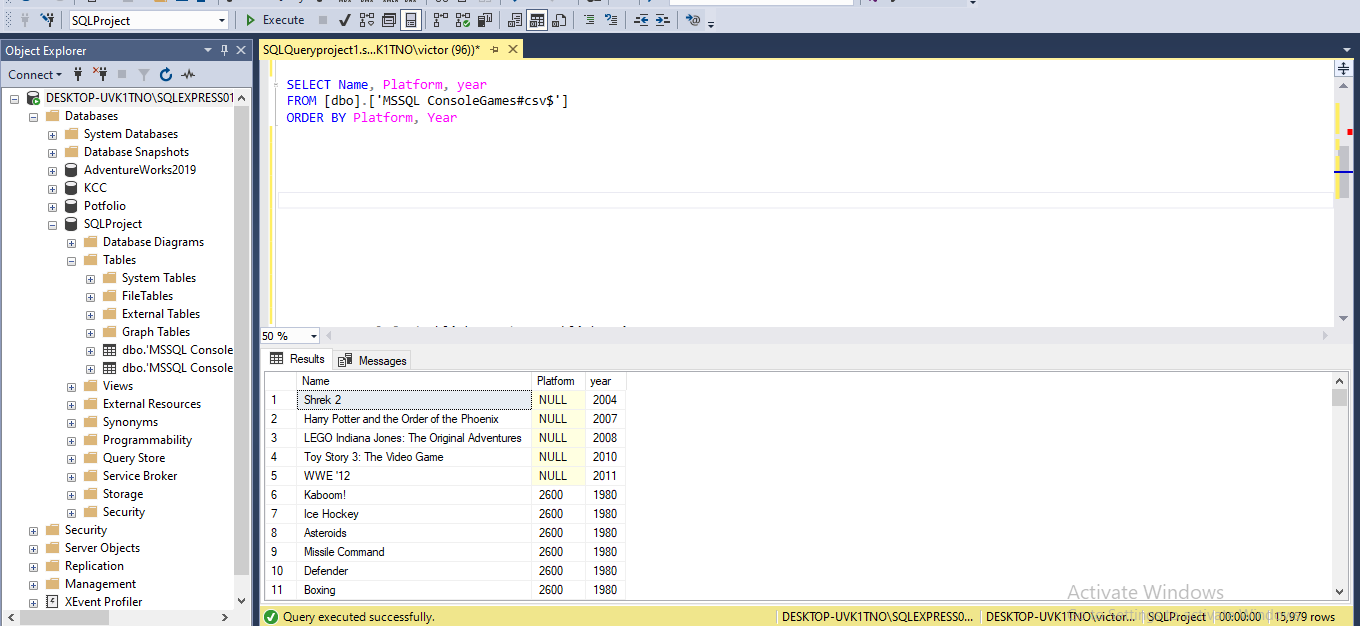 SQLProject
Execute
Object Explorer
SQLQueryproject1.s...K1TNO\victor (96))*
Connect
DESKTOP-UVK1TNO\SQLEXPRESS01
Databases
System Databases
Database Snapshots
AdventureWorks2019
KCC
Potfolio
SQLProject
Database Diagrams
Tables
System Tables
FileTables
External Tables
Graph Tables
dbo.'MSSQL Console
dbo.'MSSQL Console
Views
External Resources
Synonyms
Programmability
Query Store
Service Broker
Storage
Security
Security
Server Objects
Replication
Management
XEvent Profiler
SELECT Name, Platform, year
FROM [dbo].['MSSQL ConsoleGames#csv$']
ORDER BY Platform, Year
50 %
Results Messages
Name Platform year
1 Shrek 2 NULL 2004
2 Harry Potter and the Order of the Phoenix NULL 2007
3 LEGO Indiana Jones: The Original Adventures NULL 2008
4 Toy Story 3: The Video Game NULL 2010
5 WWE '12 NULL 2011
6 Kaboom! 2600 1980
7 Ice Hockey 2600 1980
8 Asteroids 2600 1980
9 Missile Command 2600 1980
10 Defender 2600 1980
11 Boxing 2600 1980
Activate Windows
Query executed successfully.
DESKTOP-UVK1TNO\SQLEXPRESS0...
DESKTOP-UVK1TNO\victor...
SQLProject
00:00:00
15,979 rows